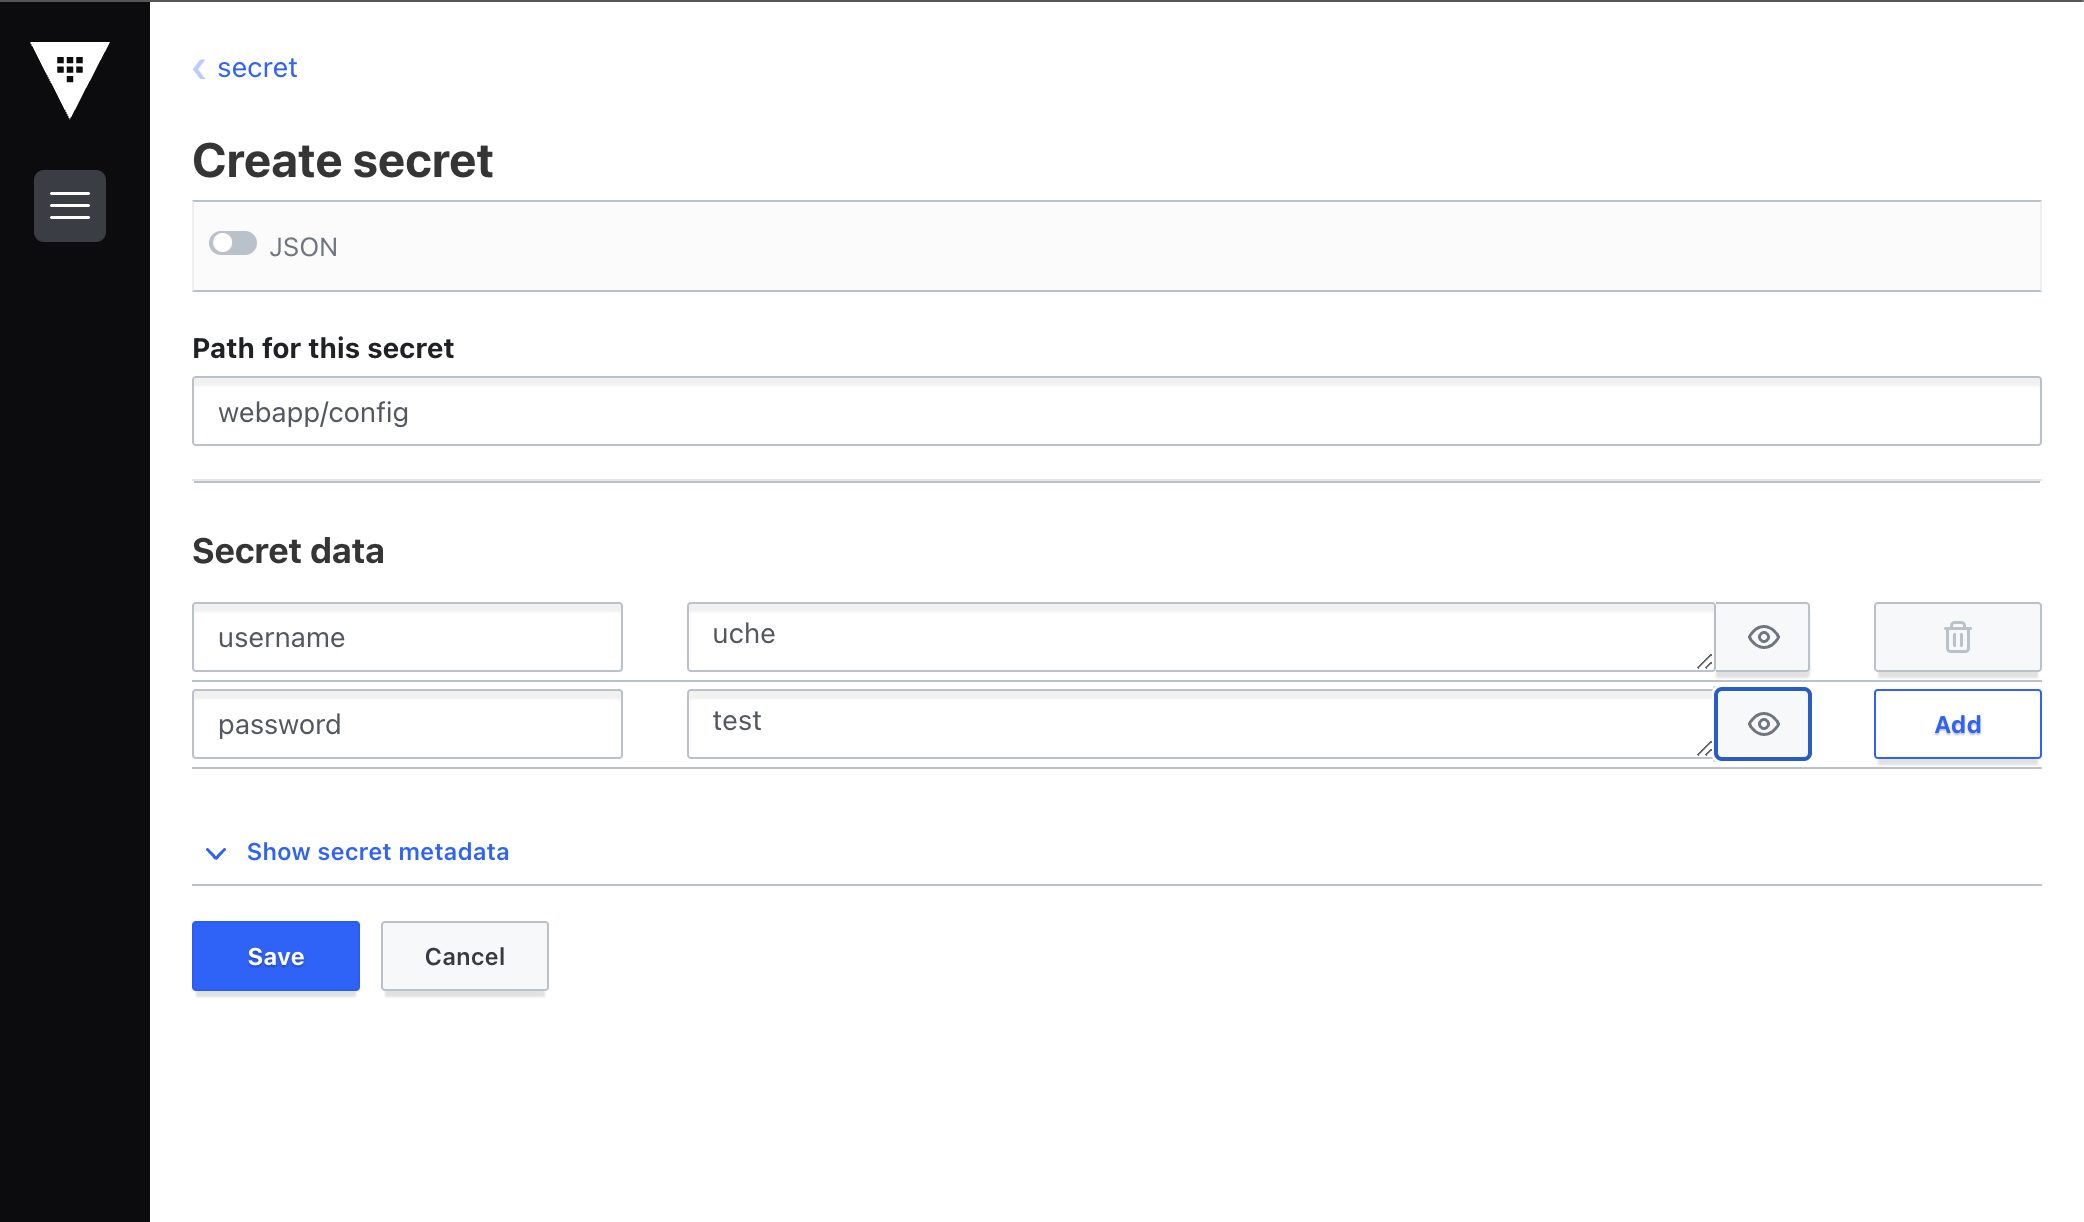 secret
Create secret
JSON
Path for this secret
webapp/config
Secret data
username uche
password test Add
Show secret metadata
Save Cancel